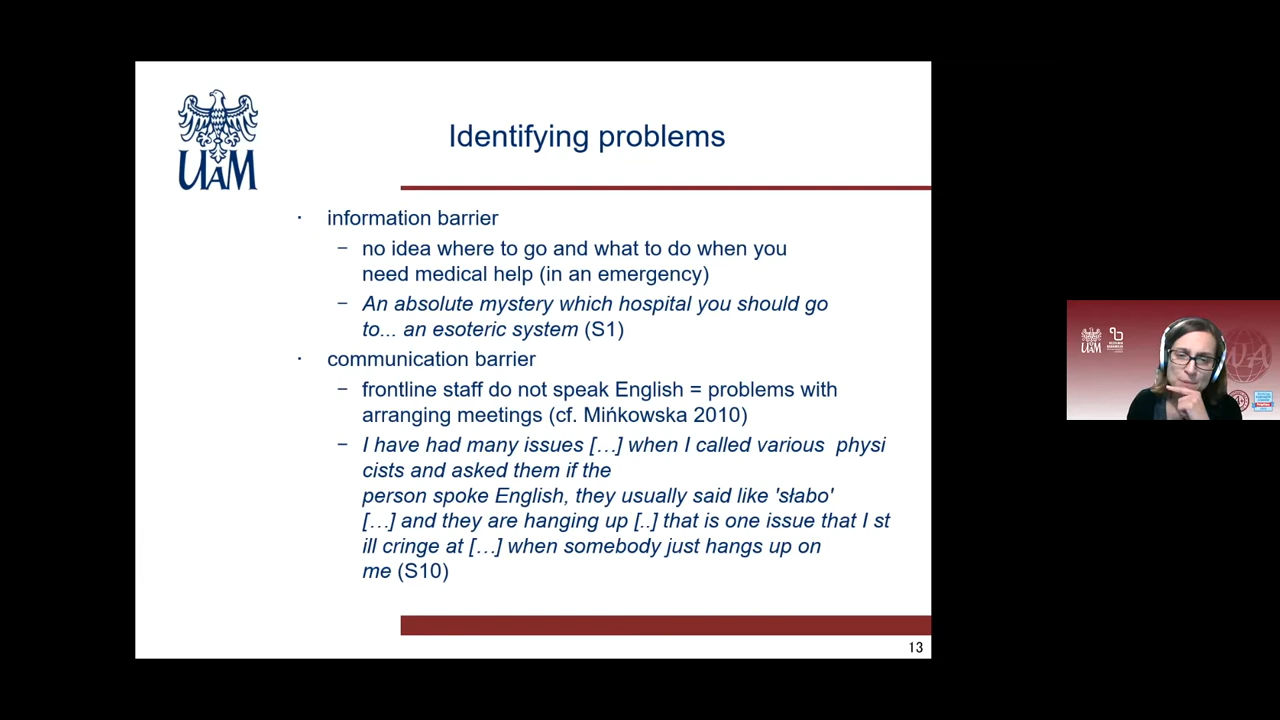 UAM
Identifying problems
· information barrier
– no idea where to go and what to do when you
need medical help (in an emergency)
– An absolute mystery which hospital you should go
to... an esoteric system (S1)
· communication barrier
– frontline staff do not speak English = problems with
arranging meetings (cf. Mińkowska 2010)
– I have had many issues […] when I called various  physi
cists and asked them if the
person spoke English, they usually said like 'słabo'
[…] and they are hanging up [..] that is one issue that I st
ill cringe at […] when somebody just hangs up on
me (S10)
13
UAM
WA